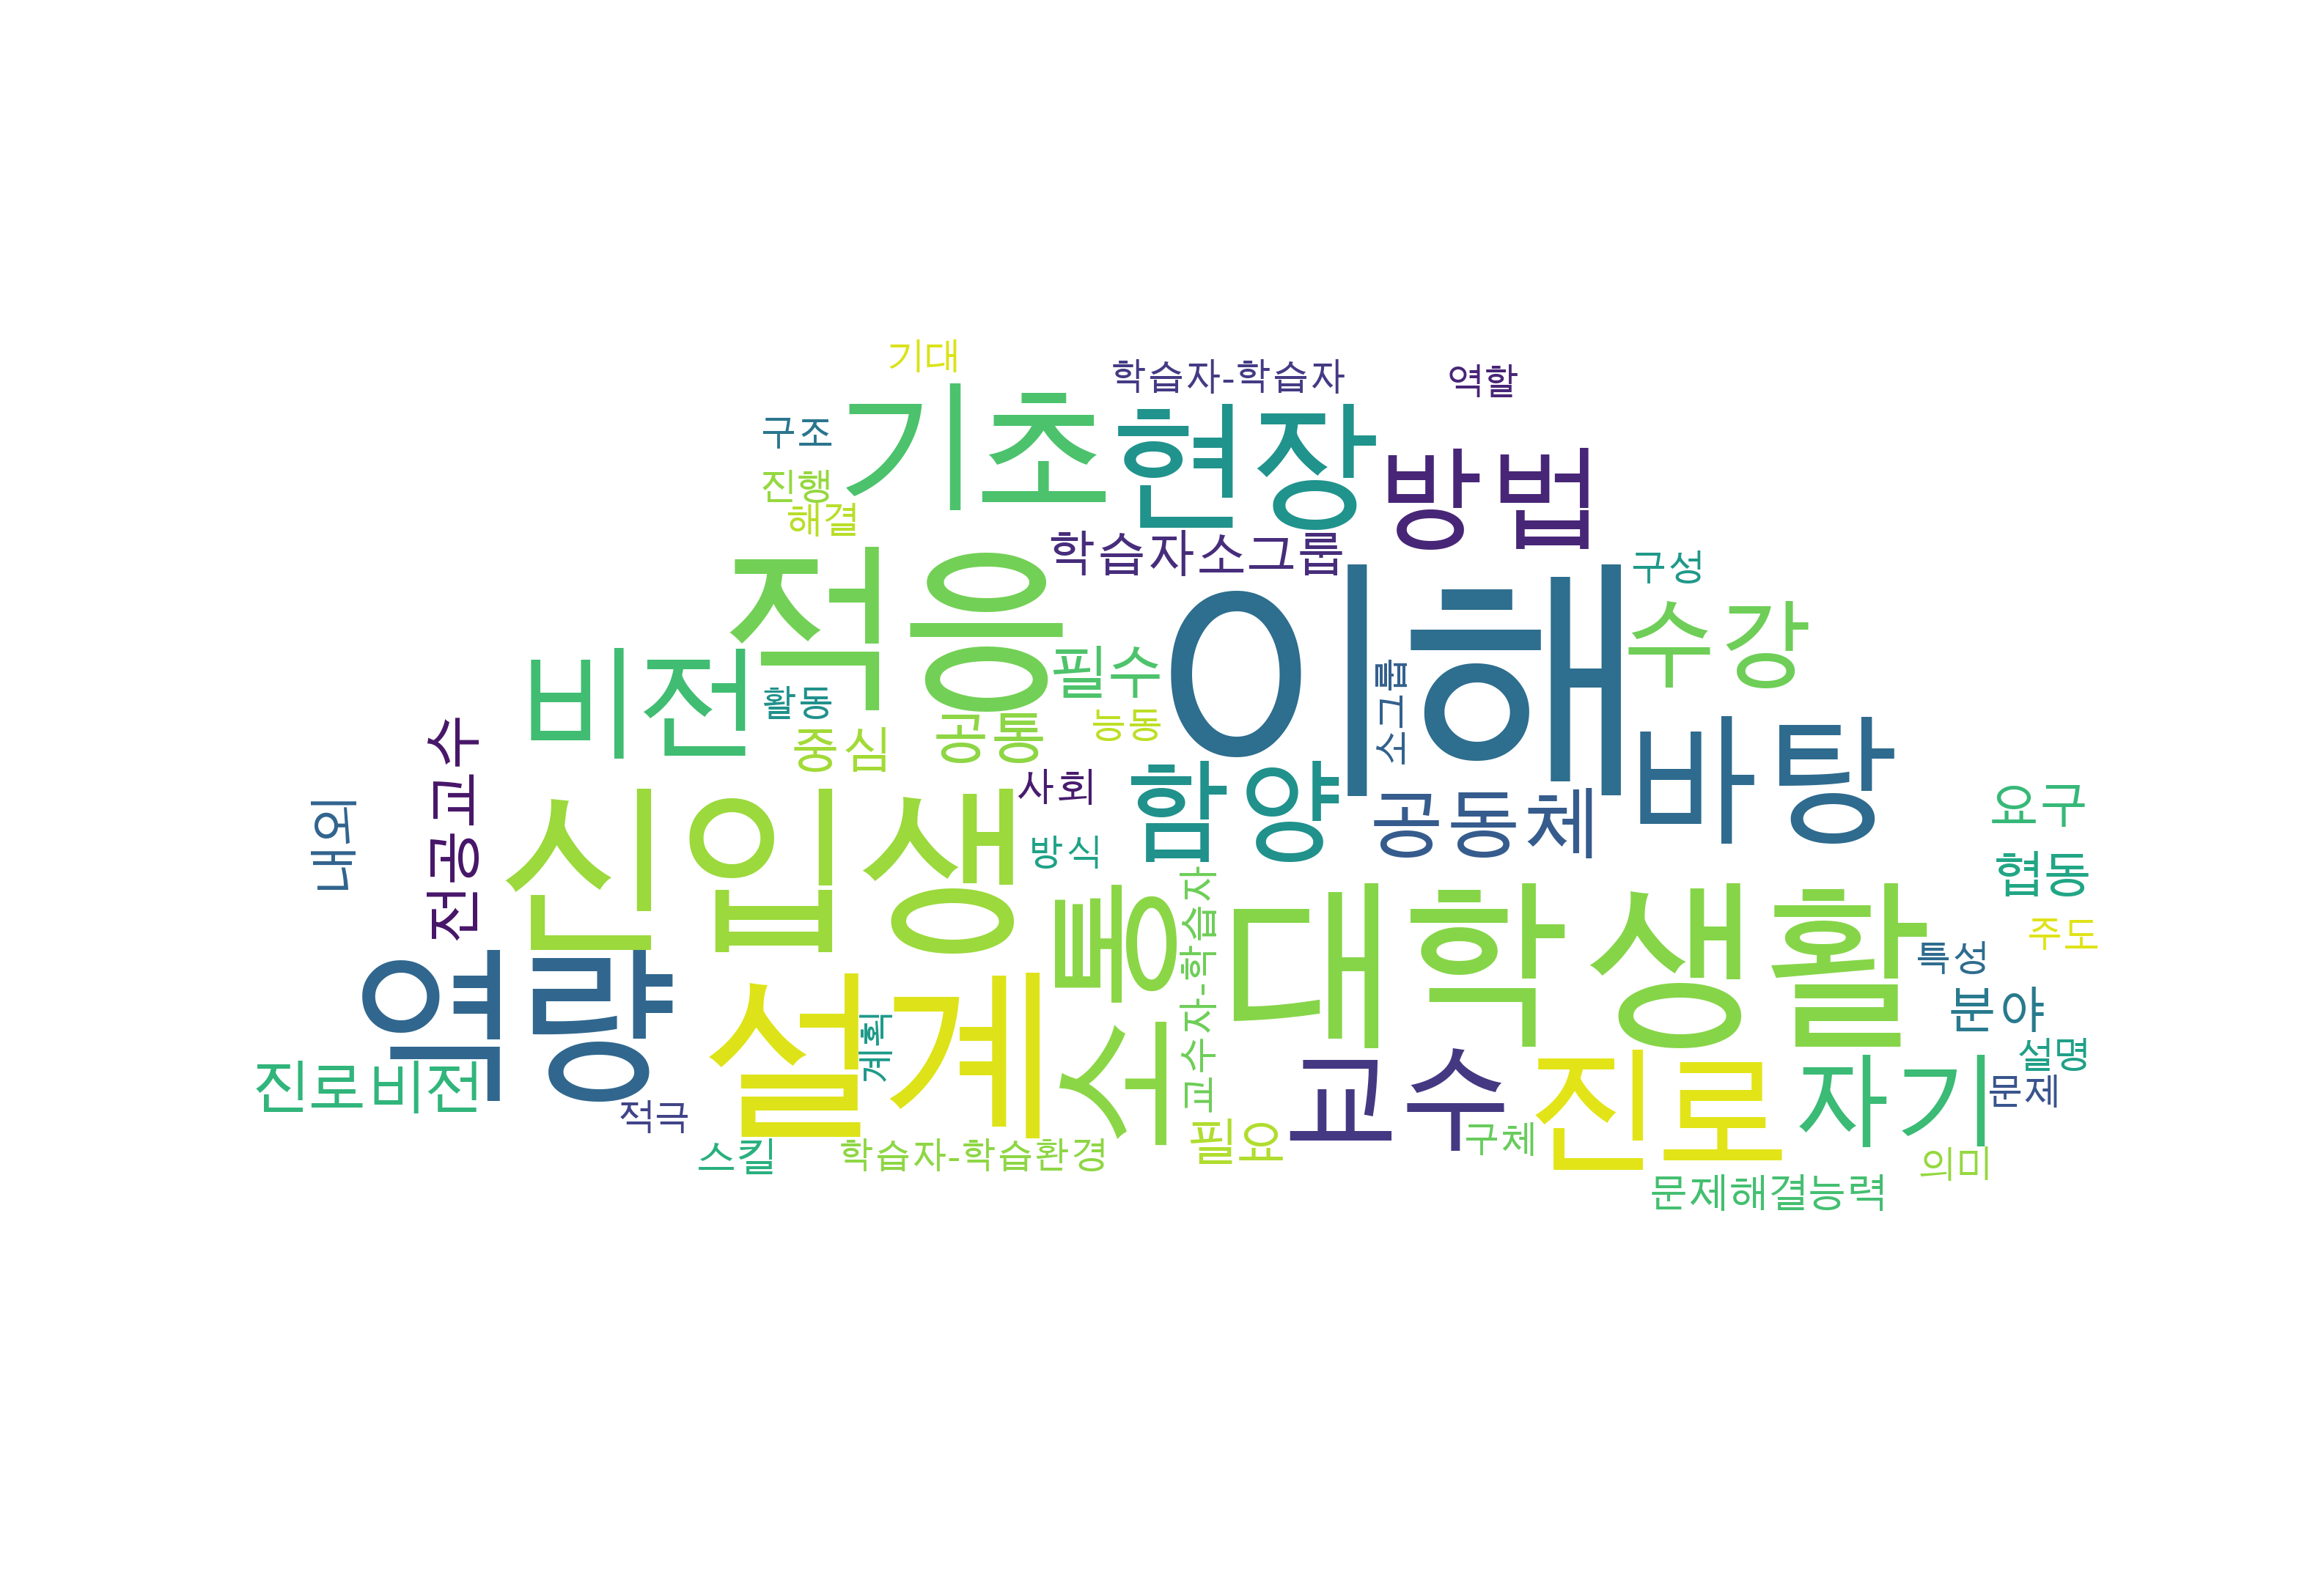 기대
학습자-학습자
역할
구조
기초
현장
방법
진행
해결
학습자소그룹
구성
적응
이해
수강
비전
필수
소그룹
활동
능동
중심
공통
바탕
전공교수
사회
함양
공동체
요구
내외
신입생
방식
협동
교수자-학습자
대학생활
주도
특성
역량
소통
설계
계획
분야
설명
진로비전
교수
진로
자기
문제
적극
스킬
학습자-학습환경
필요
구체
의미
문제해결능력